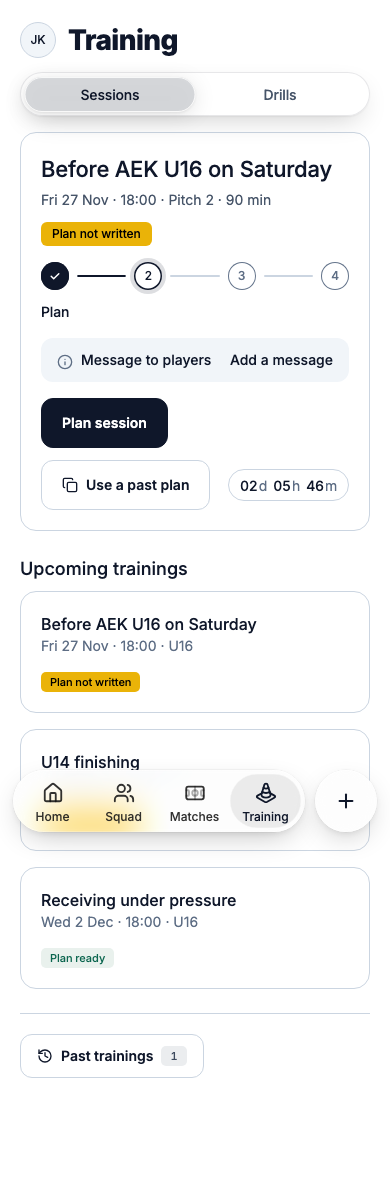 JK Training
Sessions Drills
Before AEK U16 on Saturday
Fri 27 Nov · 18:00 · Pitch 2 · 90 min
Plan not written
2 3 4
Plan
Message to players Add a message
Plan session
Use a past plan 02d 05h 46m
Upcoming trainings
Before AEK U16 on Saturday
Fri 27 Nov · 18:00 · U16
Plan not written
U14 finishing
Home Squad Matches Training
Receiving under pressure
Wed 2 Dec · 18:00 · U16
Plan ready
Past trainings 1